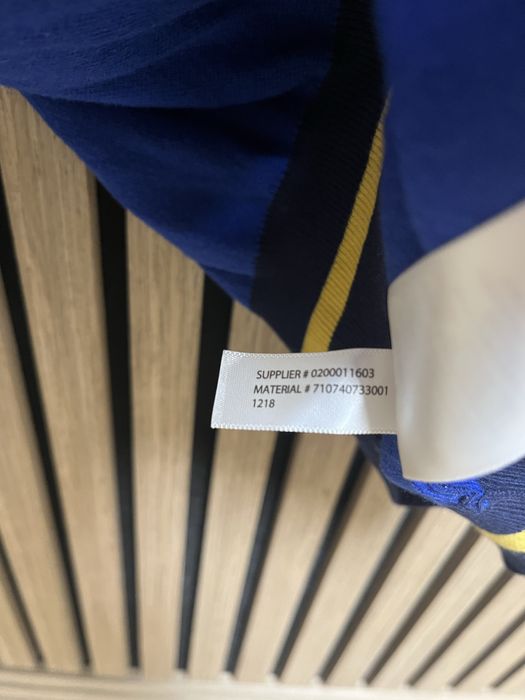 SUPPLIER # 0200011603
MATERIAL # 710740733001
1218